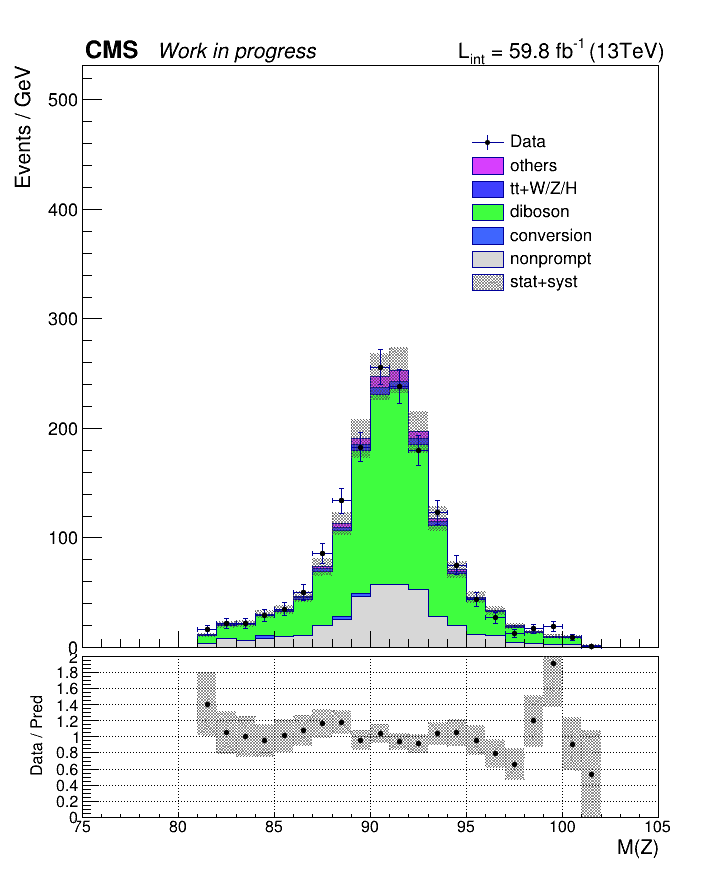 CMS Work in progress L_int = 59.8 fb⁻¹ (13TeV)
Events / GeV
500
400
300
200
100
0
Data
others
tt+W/Z/H
diboson
conversion
nonprompt
stat+syst
Data / Pred
2
1.8
1.6
1.4
1.2
1
0.8
0.6
0.4
0.2
0
75 80 85 90 95 100 105
M(Z)